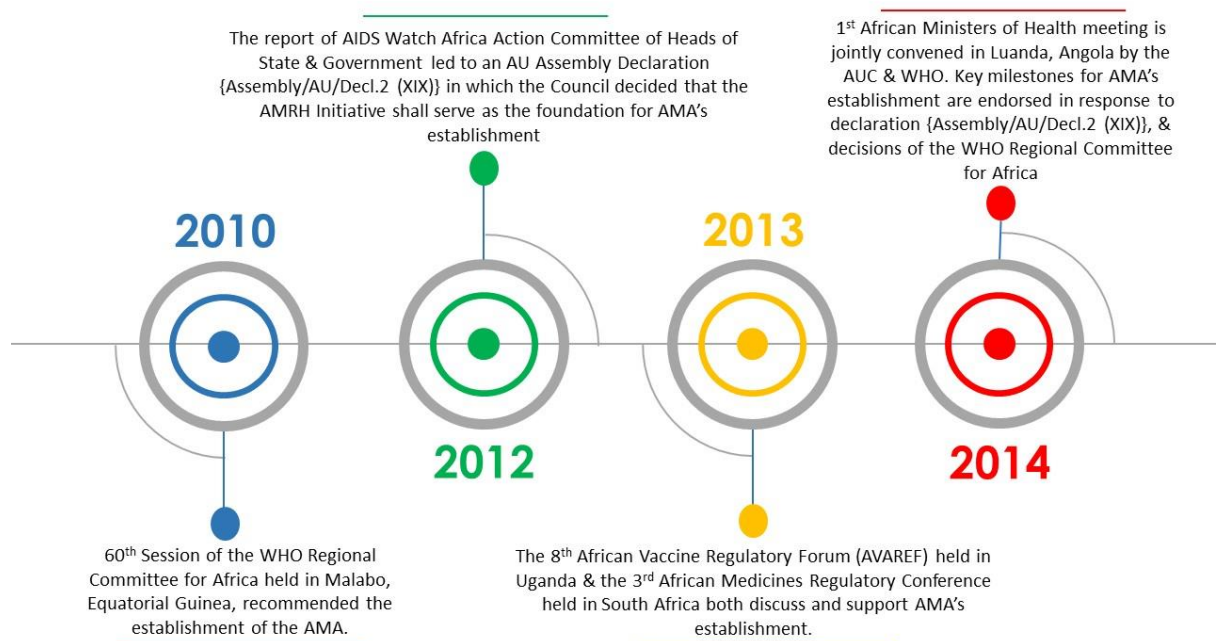 The report of AIDS Watch Africa Action Committee of Heads of
State & Government led to an AU Assembly Declaration
{Assembly/AU/Decl.2 (XIX)} in which the Council decided that the
AMRH Initiative shall serve as the foundation for AMA’s
establishment
1st African Ministers of Health meeting is
jointly convened in Luanda, Angola by the
AUC & WHO. Key milestones for AMA’s
establishment are endorsed in response to
declaration {Assembly/AU/Decl.2 (XIX)}, &
decisions of the WHO Regional Committee
for Africa
2010
2013
2012
2014
60th Session of the WHO Regional
Committee for Africa held in Malabo,
Equatorial Guinea, recommended the
establishment of the AMA.
The 8th African Vaccine Regulatory Forum (AVAREF) held in
Uganda & the 3rd African Medicines Regulatory Conference
held in South Africa both discuss and support AMA’s
establishment.